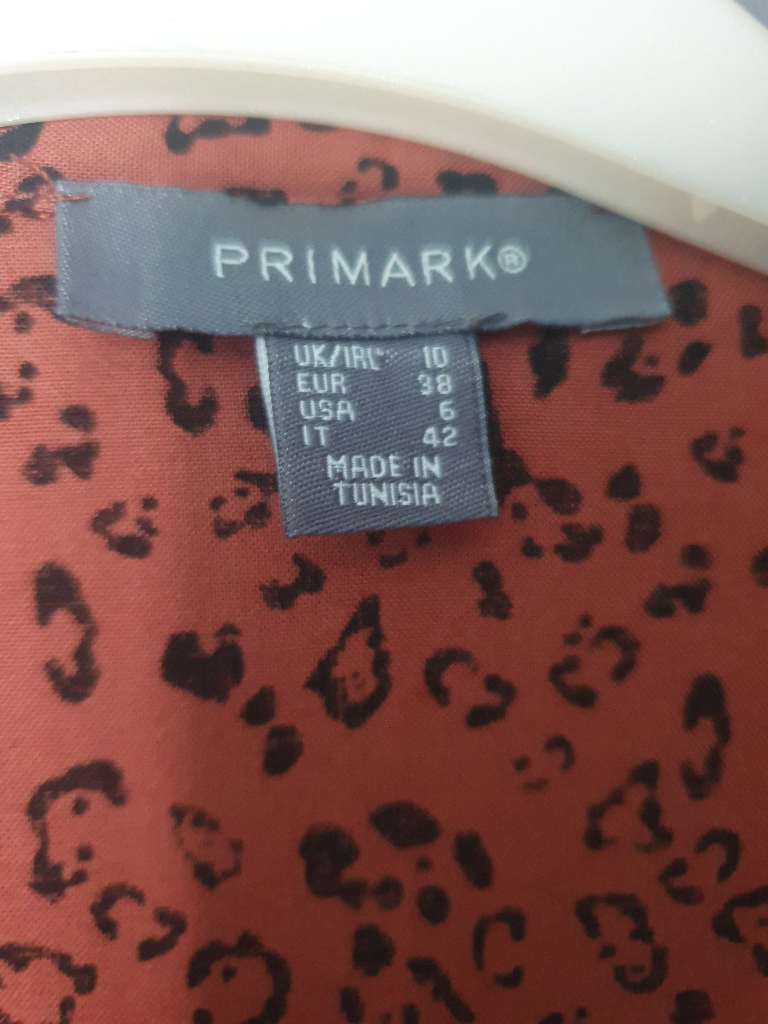 PRIMARK®
UK/IRL 10
EUR 38
USA 6
IT 42
MADE IN
TUNISIA